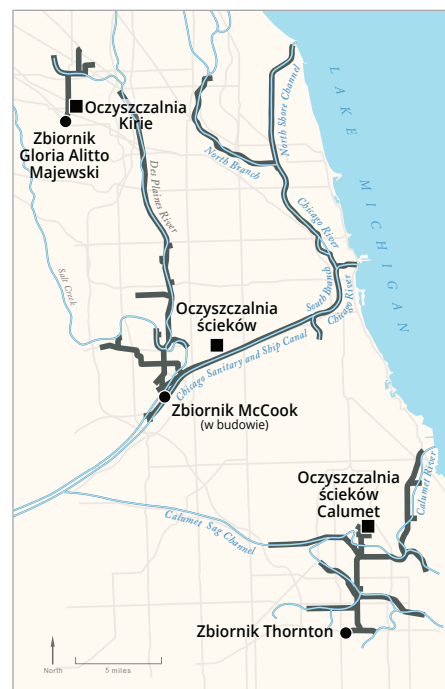 Oczyszczalnia
Kirie
Zbiornik
Gloria Alitto
Majewski
LAKE MICHIGAN
North Shore Channel
North Branch
Des Plaines River
Chicago River
Salt Creek
South Branch
Chicago River
Oczyszczalnia
ścieków
Chicago Sanitary and Ship Canal
Zbiornik McCook
(w budowie)
Oczyszczalnia
ścieków
Calumet
Calumet River
Calumet Sag Channel
Zbiornik Thornton
North
5 miles